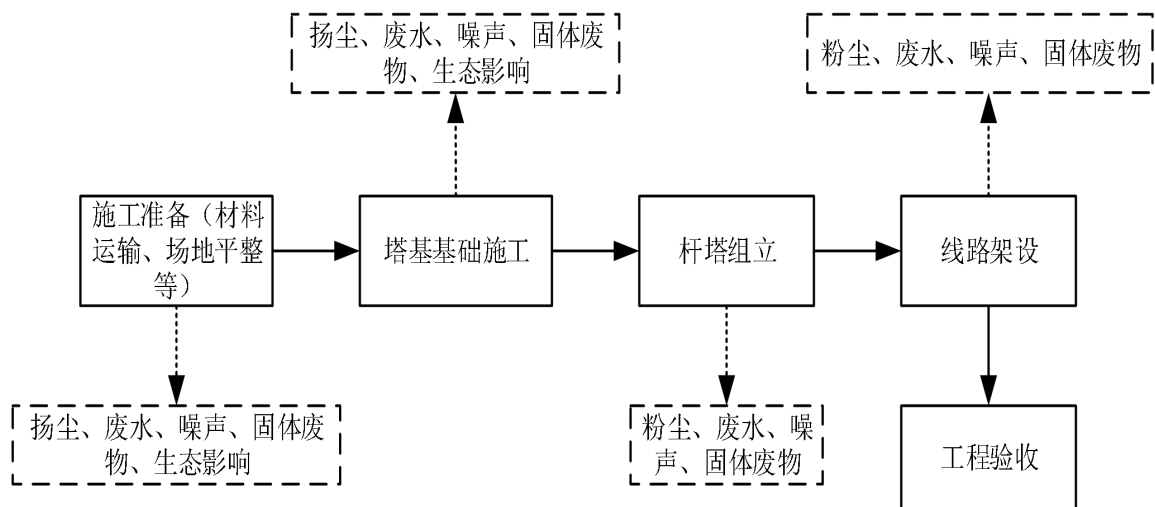 扬尘、废水、噪声、固体废
物、生态影响
粉尘、废水、噪声、固体废物
施工准备（材料
运输、场地平整
等）
塔基基础施工
杆塔组立
线路架设
扬尘、废水、噪声、固体废
物、生态影响
粉尘、废水、噪
声、固体废物
工程验收